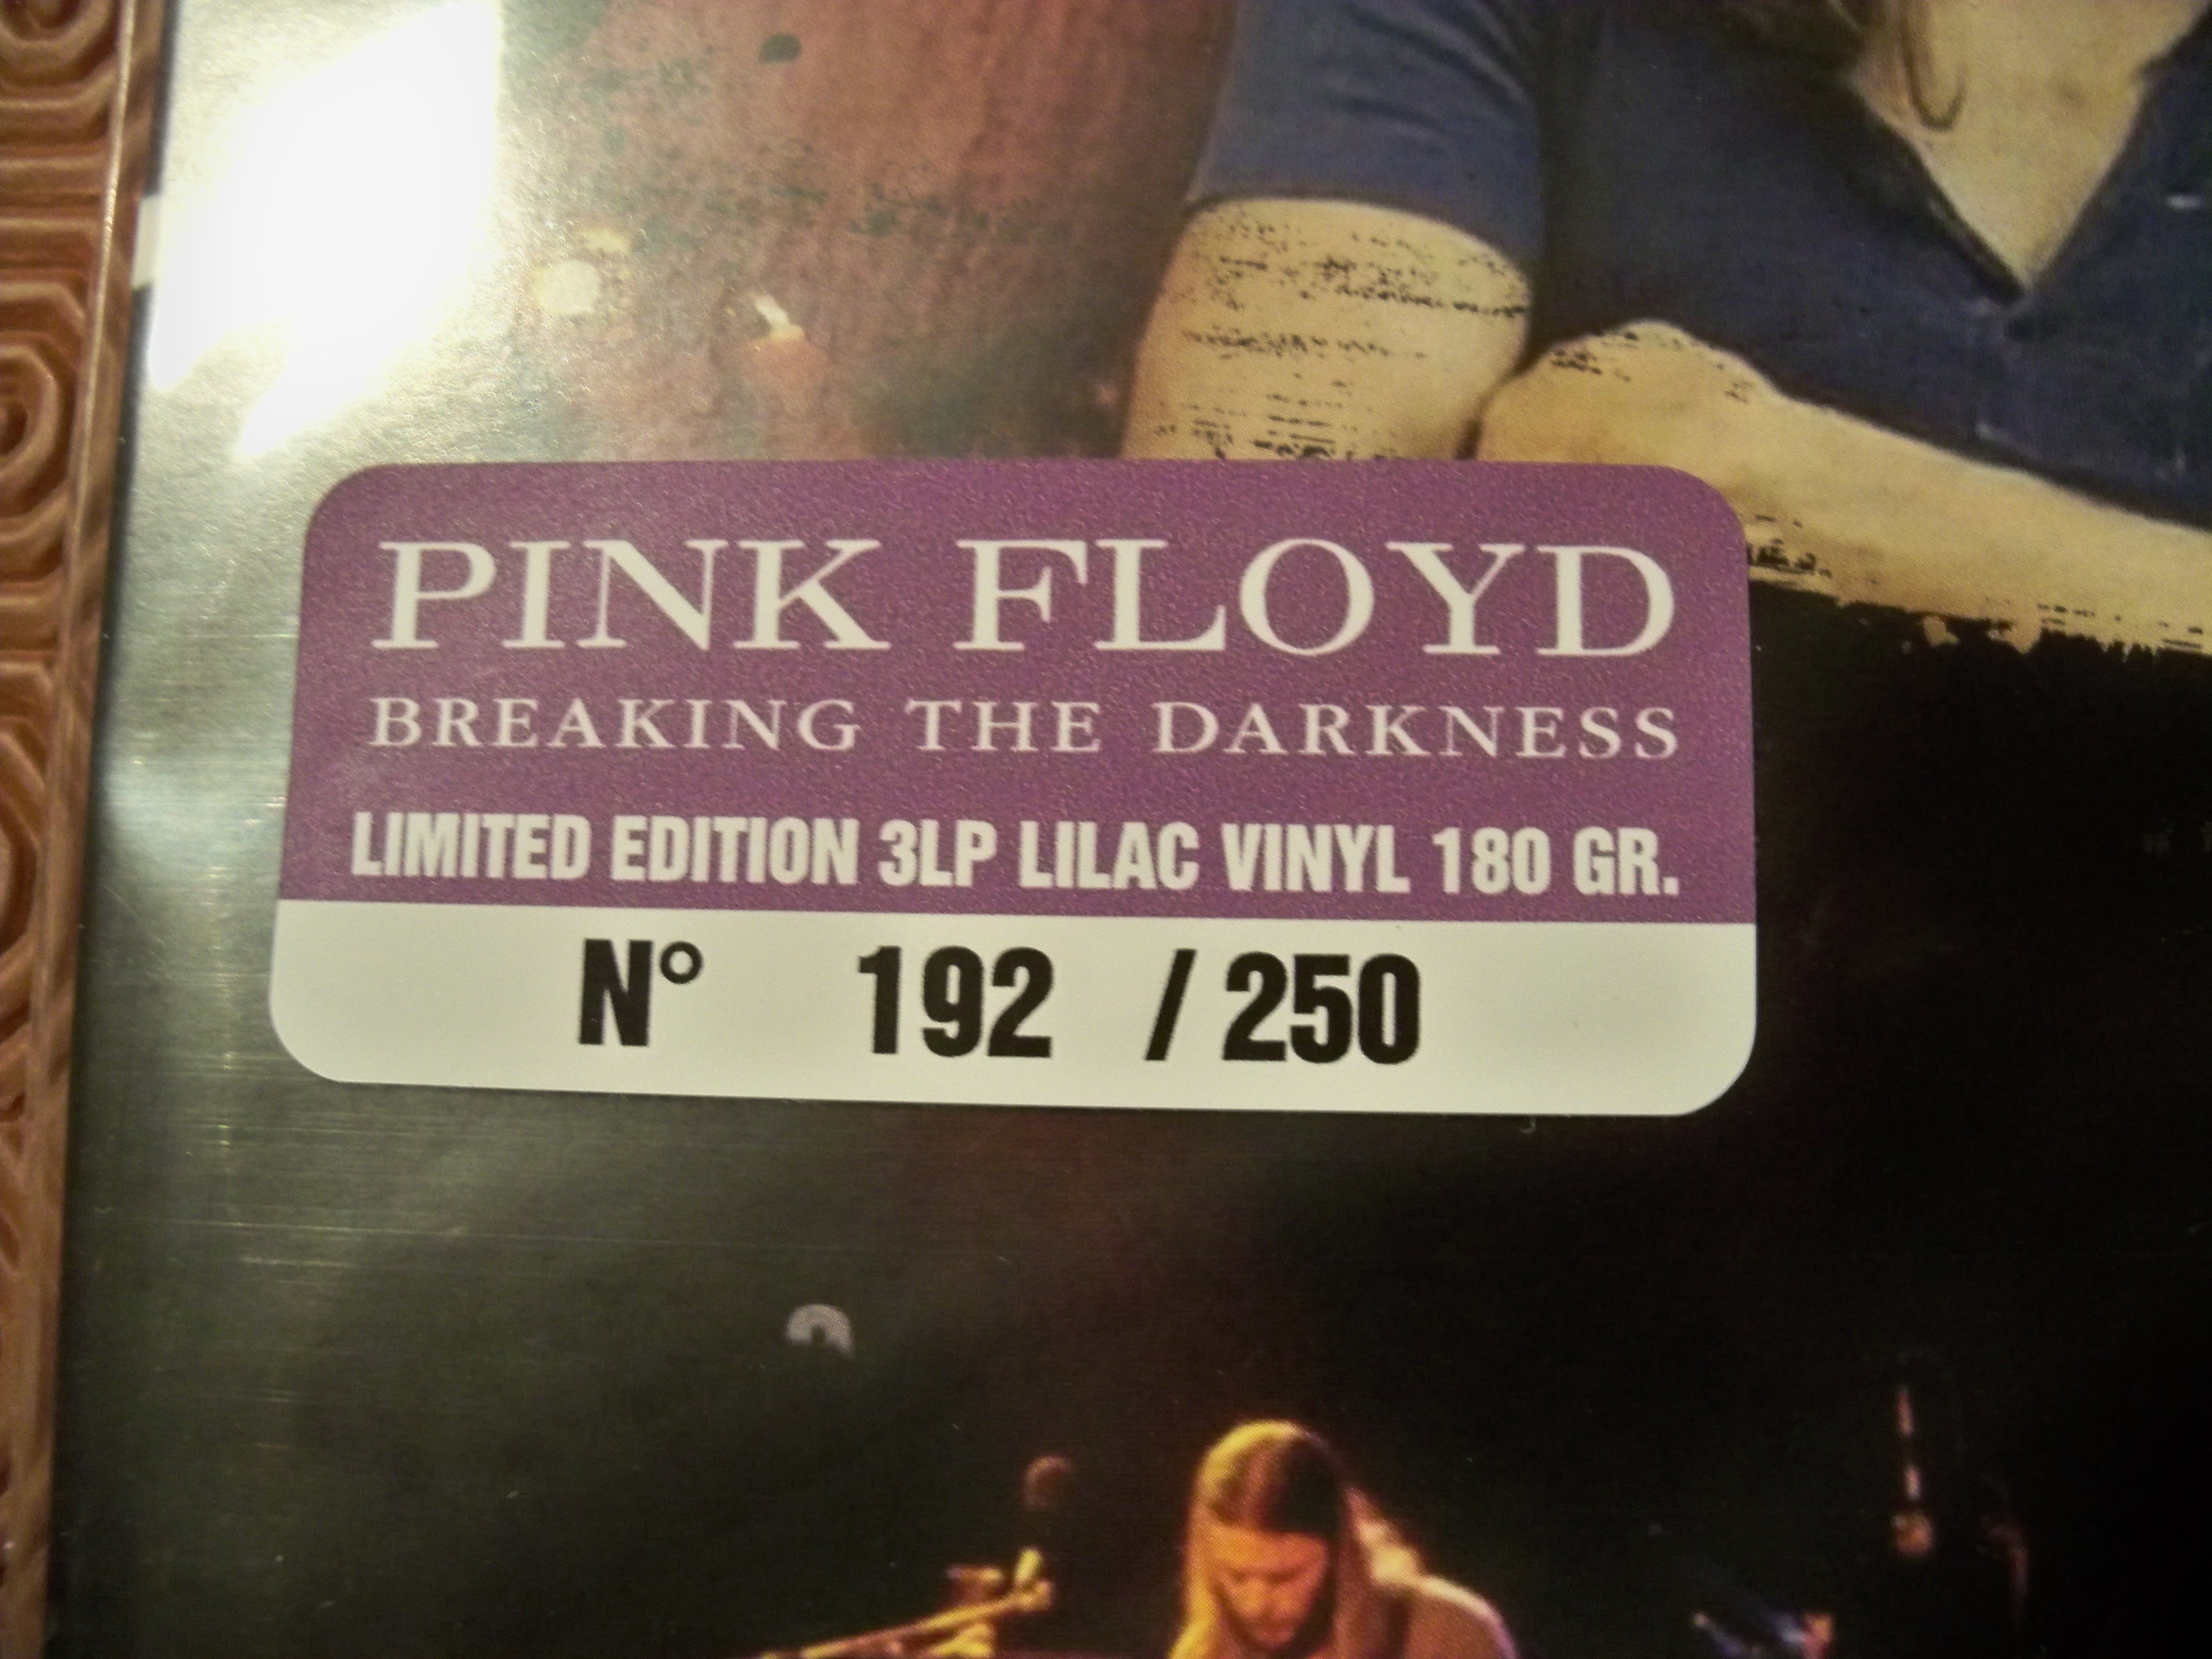 PINK FLOYD
BREAKING THE DARKNESS
LIMITED EDITION 3LP LILAC VINYL 180 GR.
N° 192 / 250